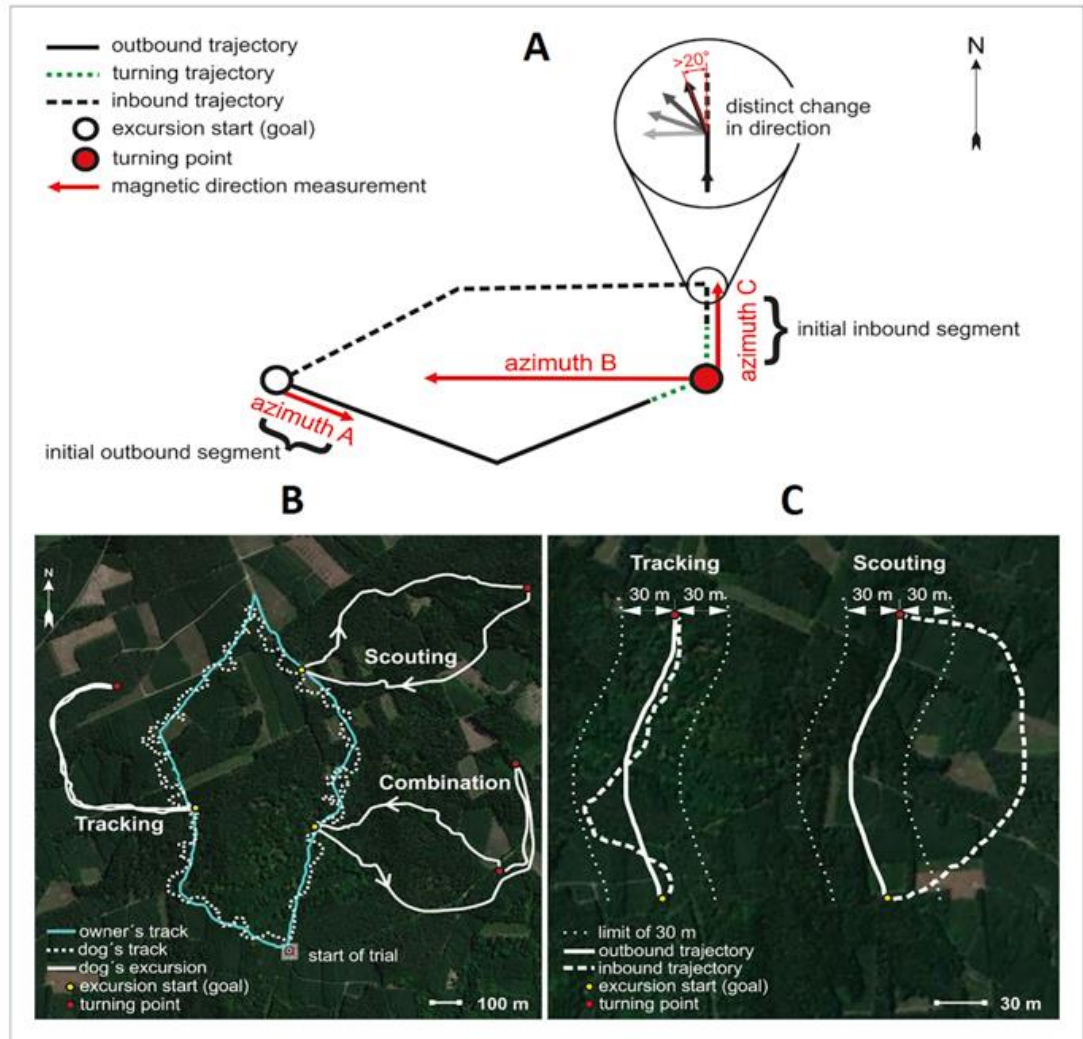 A
outbound trajectory
turning trajectory
inbound trajectory
excursion start (goal)
turning point
magnetic direction measurement
>20°
distinct change
in direction
N
azimuth C
initial inbound segment
azimuth B
azimuth A
initial outbound segment
B
N
Scouting
Combination
Tracking
owner´s track
dog´s track
dog´s excursion
excursion start (goal)
turning point
start of trial
100 m
C
Tracking
Scouting
30 m 30 m
30 m 30 m
limit of 30 m
outbound trajectory
inbound trajectory
excursion start (goal)
turning point
30 m